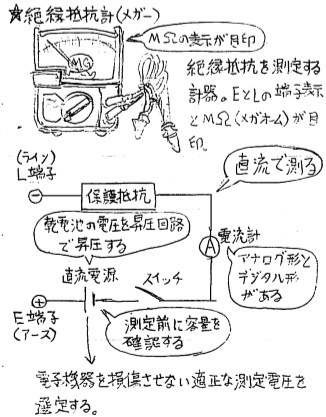 ★絶縁抵抗計(メガー)
MΩの表示が目印
MΩ
絶縁抵抗を測定する
計器。EとLの端子表示
とMΩ(メガオーム)が目
印。
(ライン)
L端子
直流で測る
保護抵抗
乾電池の電圧を昇圧回路
で昇圧する
A
電流計
アナログ形と
デジタル形
がある
直流電源
スイッチ
E端子
(アース)
測定前に容量を
確認する
電子機器を損傷させない適正な測定電圧を
選定する。